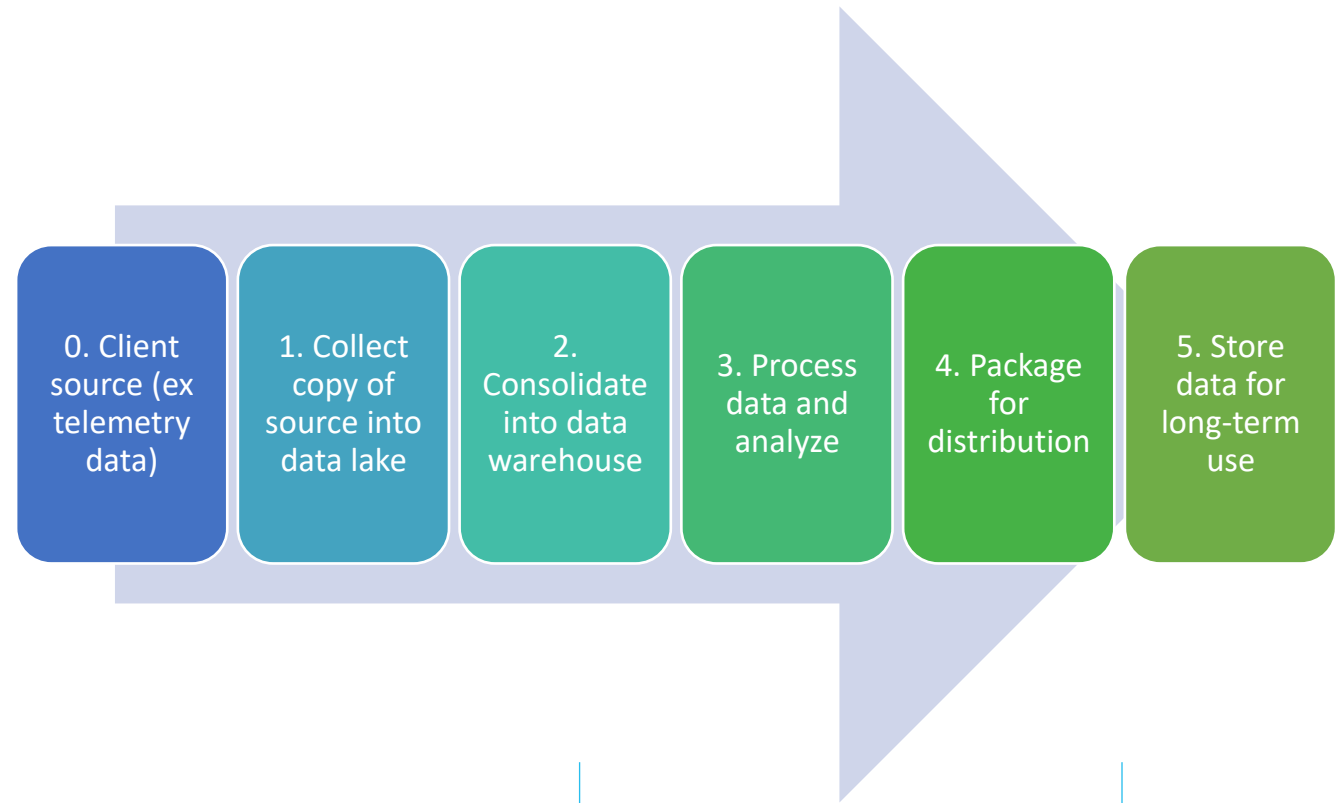 0. Client
source (ex
telemetry
data)
1. Collect
copy of
source into
data lake
2.
Consolidate
into data
warehouse
3. Process
data and
analyze
4. Package
for
distribution
5. Store
data for
long-term
use